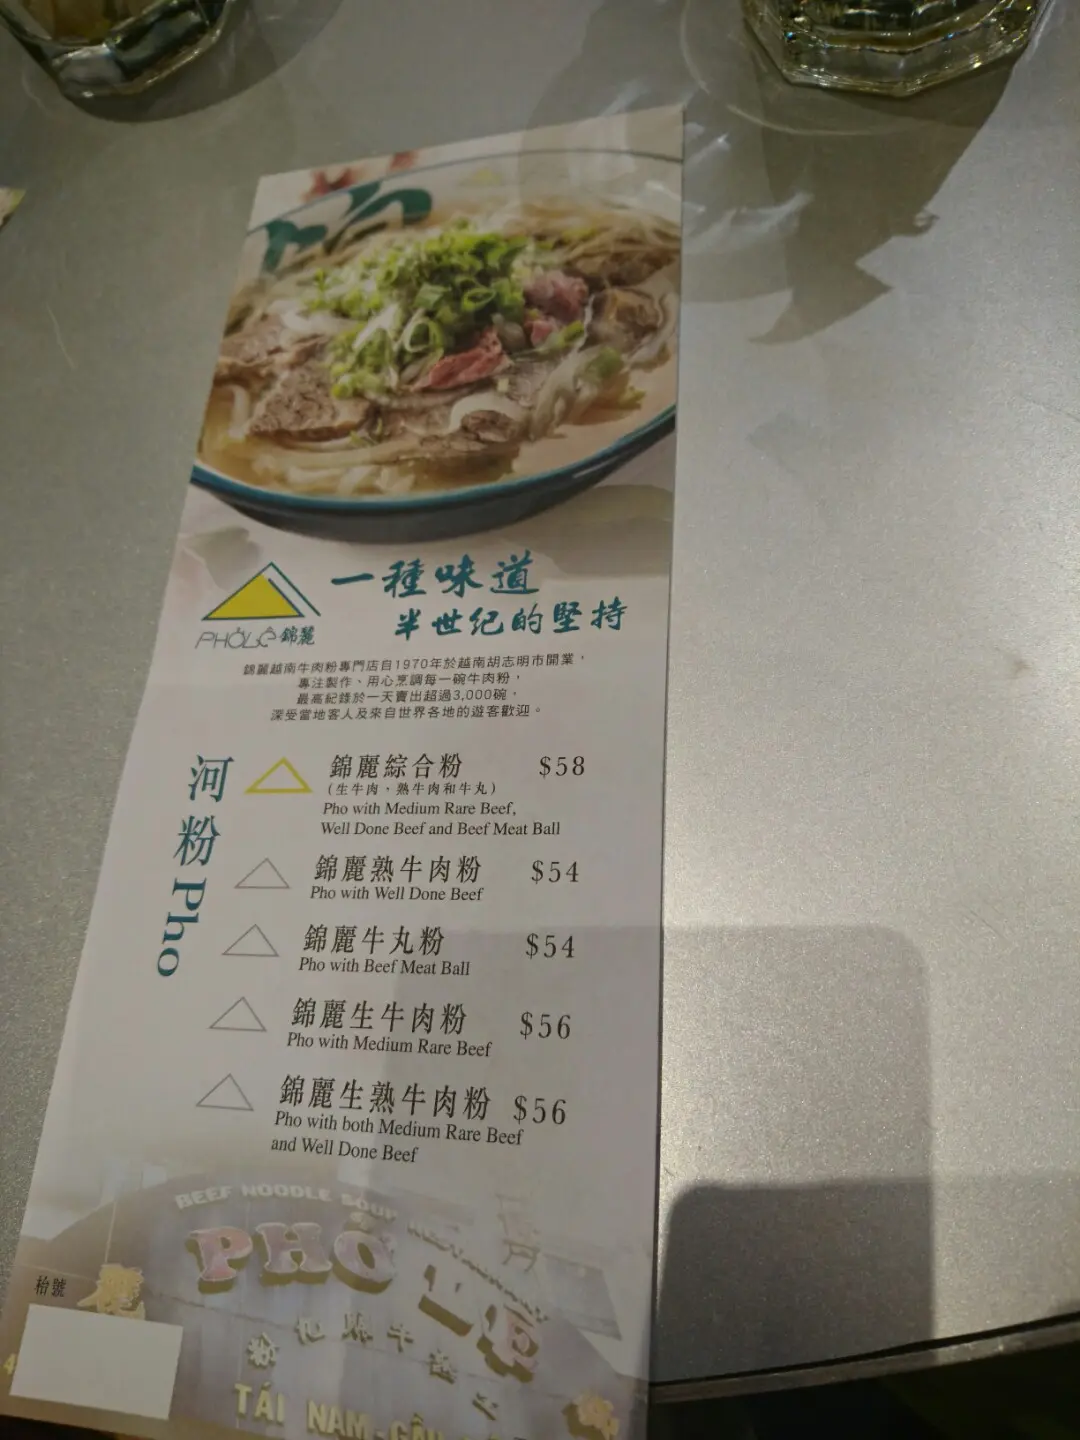 一種味道
半世紀的堅持
PHỞLỆ 錦麗
錦麗越南牛肉粉專門店自1970年於越南胡志明市開業，
專注製作、用心烹調每一碗牛肉粉，
最高紀錄於一天賣出超過3,000碗，
深受當地客人及來自世界各地的遊客歡迎。
河粉 Pho
錦麗綜合粉 $58
(生牛肉、熟牛肉和牛丸)
Pho with Medium Rare Beef,
Well Done Beef and Beef Meat Ball
錦麗熟牛肉粉 $54
Pho with Well Done Beef
錦麗牛丸粉 $54
Pho with Beef Meat Ball
錦麗生牛肉粉 $56
Pho with Medium Rare Beef
錦麗生熟牛肉粉 $56
Pho with both Medium Rare Beef
and Well Done Beef
BEEF NOODLE SOUP RESTAURANT
PHỞ
枱號
TÁI NAM